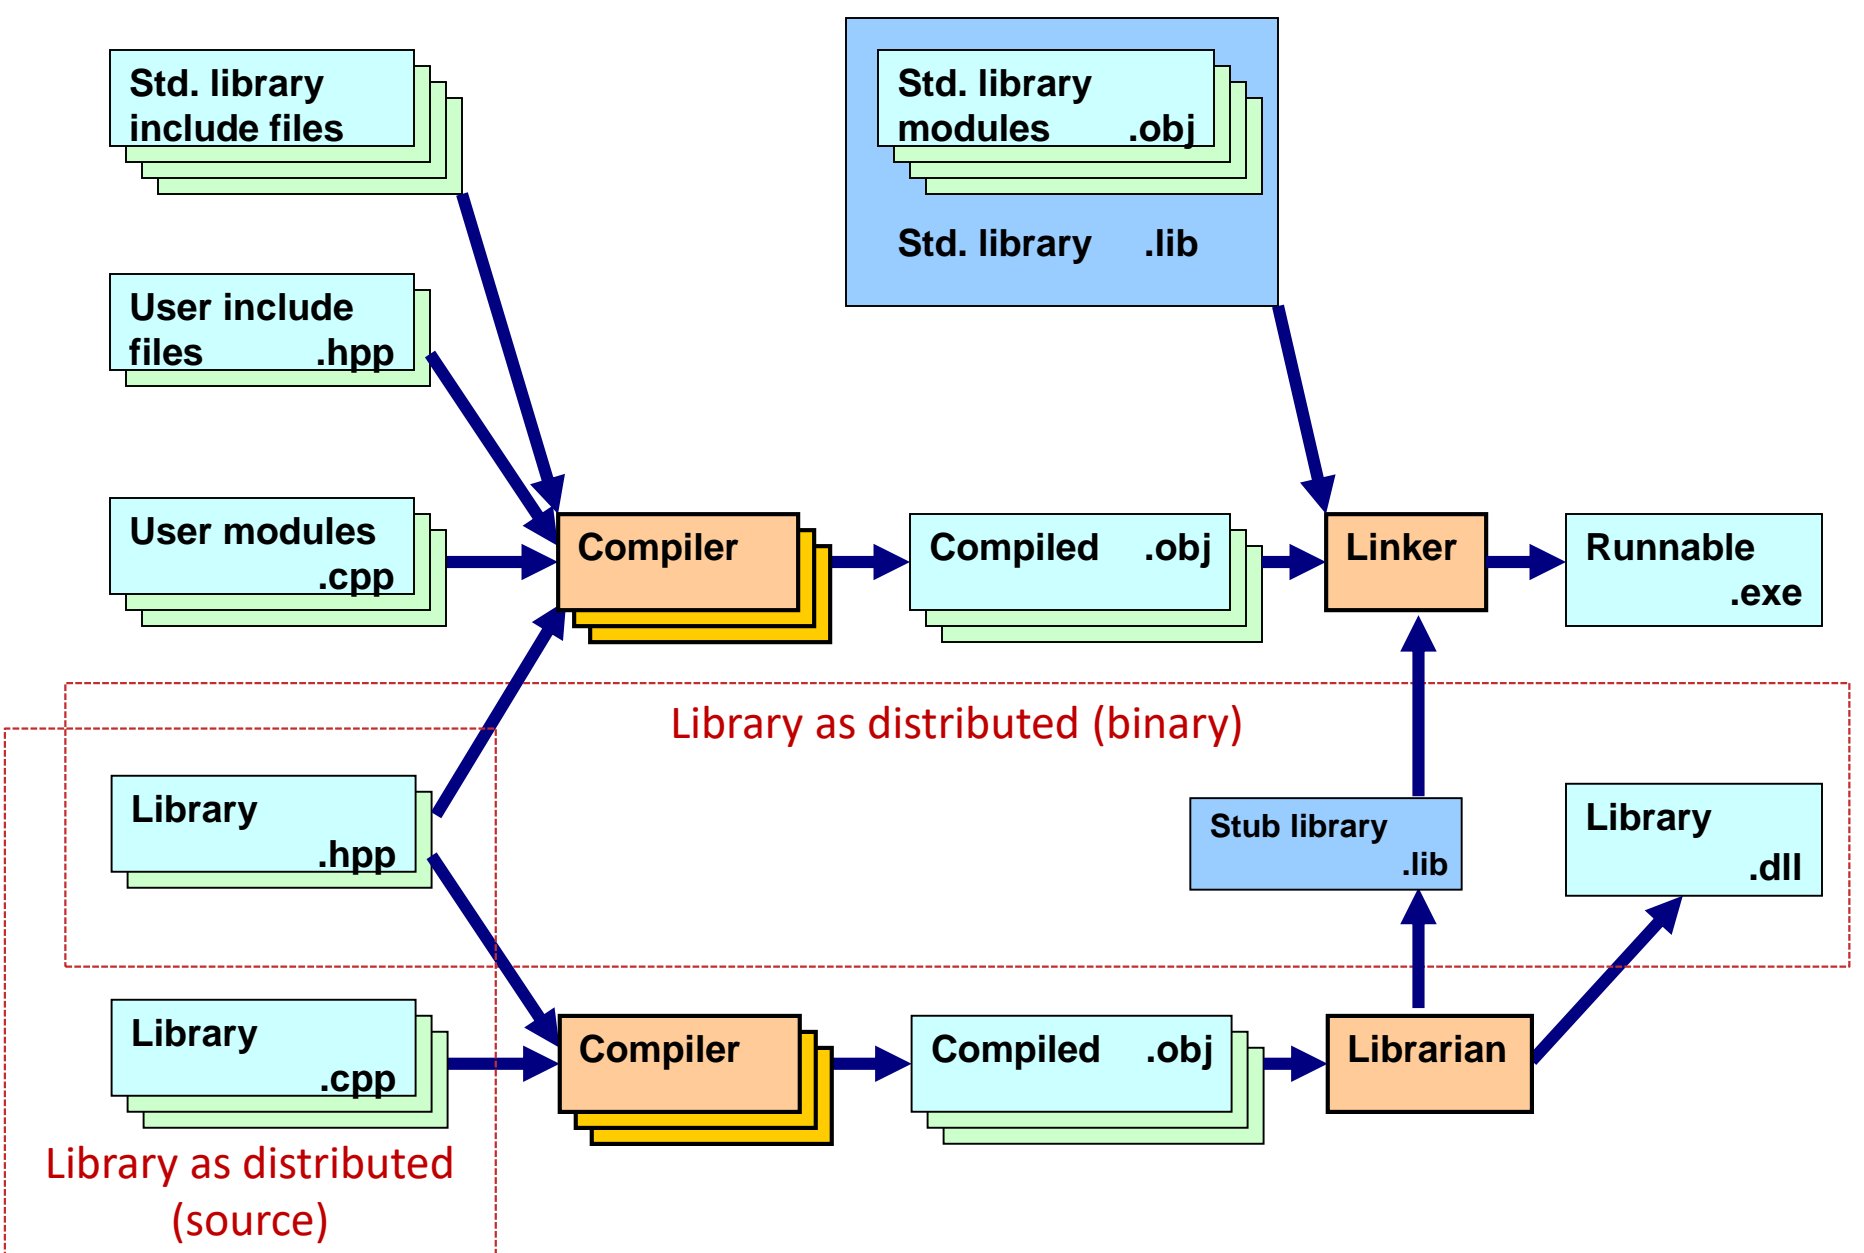 Std. library
include files
Std. library
modules .obj
Std. library .lib
User include
files .hpp
User modules
.cpp
Compiler
Compiled .obj
Linker
Runnable
.exe
Library as distributed (binary)
Library
.hpp
Stub library
.lib
Library
.dll
Library
.cpp
Compiler
Compiled .obj
Librarian
Library as distributed
(source)